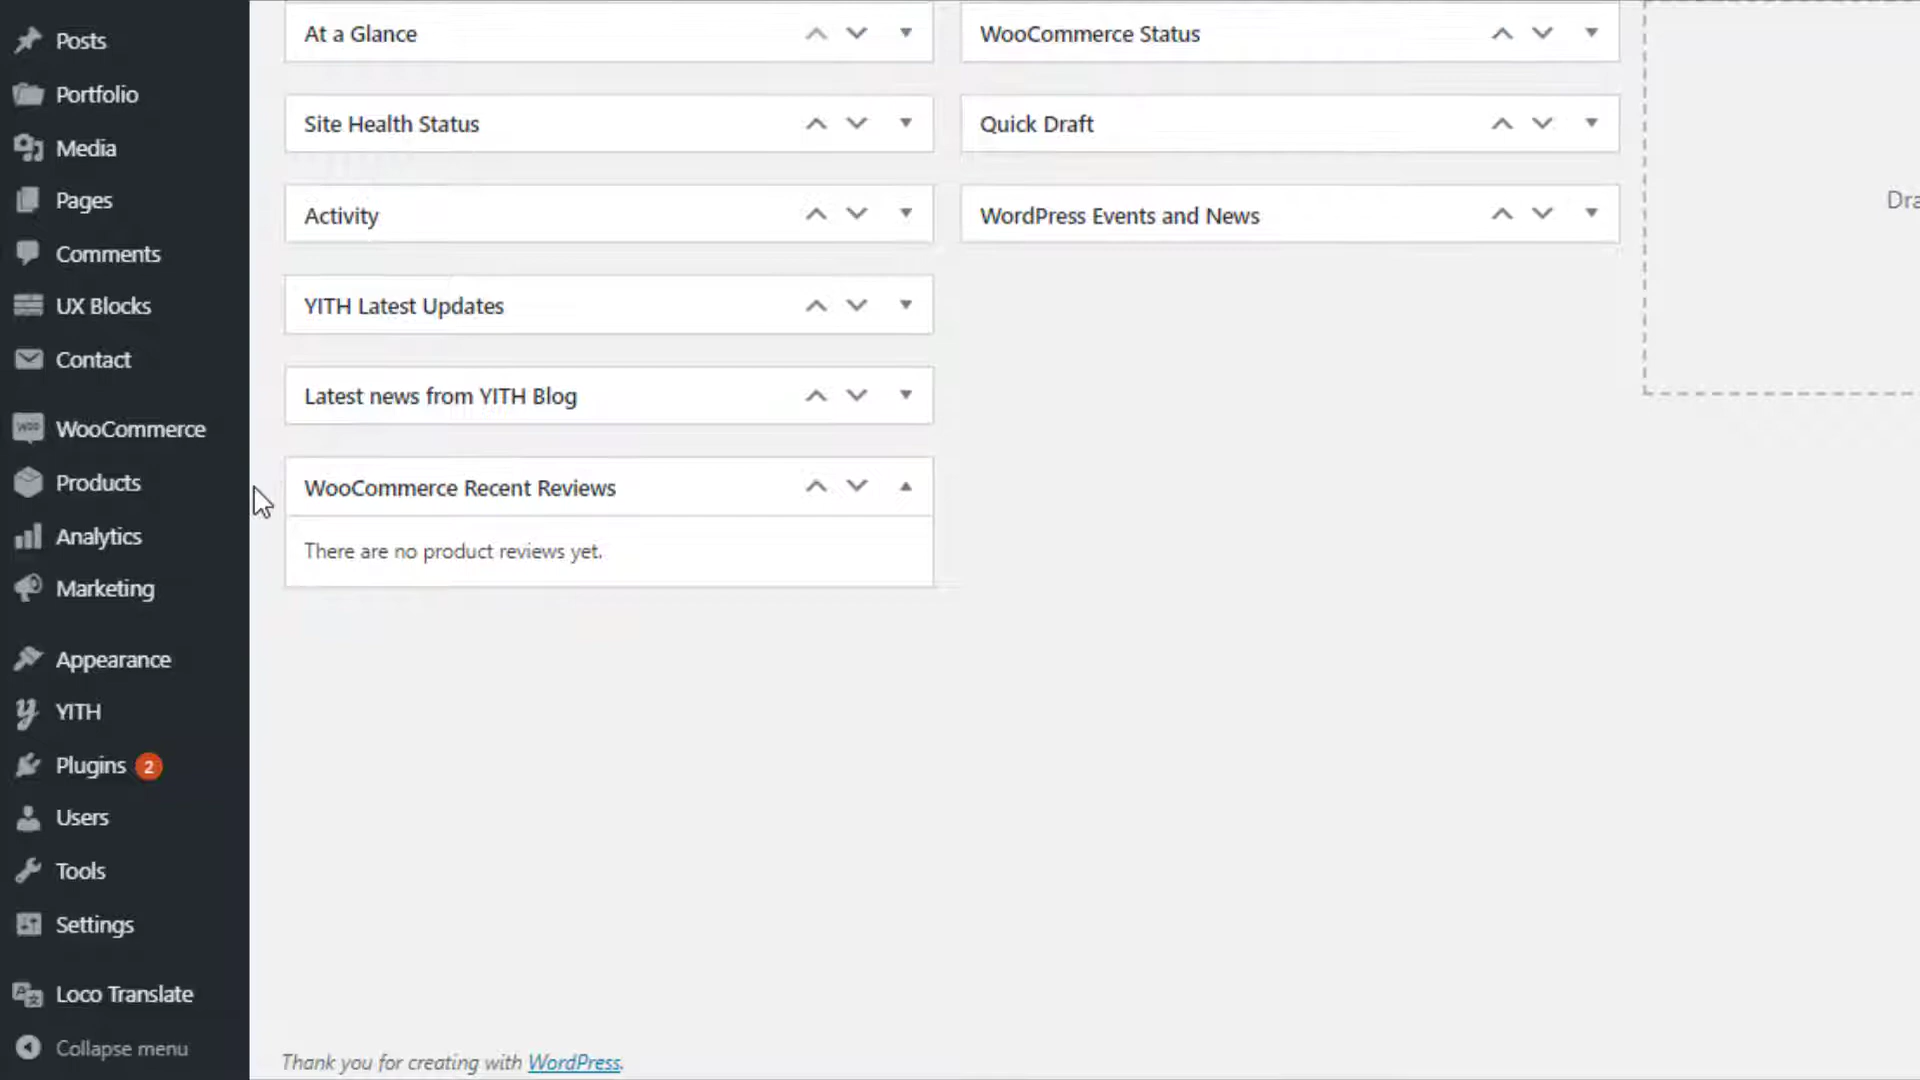 Posts
Portfolio
Media
Pages
Comments
UX Blocks
Contact
WooCommerce
Products
Analytics
Marketing
Appearance
YITH
Plugins 2
Users
Tools
Settings
Loco Translate
Collapse menu
At a Glance
Site Health Status
Activity
YITH Latest Updates
Latest news from YITH Blog
WooCommerce Recent Reviews
There are no product reviews yet.
WooCommerce Status
Quick Draft
WordPress Events and News
Dra
Thank you for creating with WordPress.